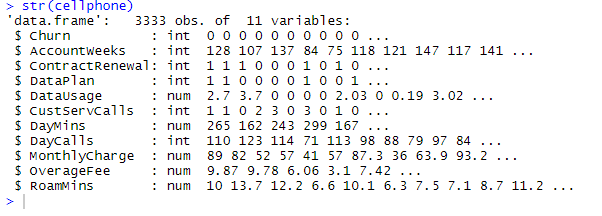 > str(cellphone)
'data.frame':   3333 obs. of  11 variables:
 $ Churn          : int  0 0 0 0 0 0 0 0 0 0 ...
 $ AccountWeeks   : int  128 107 137 84 75 118 121 147 117 141 ...
 $ ContractRenewal: int  1 1 1 0 0 0 1 0 1 0 ...
 $ DataPlan       : int  1 1 0 0 0 0 1 0 0 1 ...
 $ DataUsage      : num  2.7 3.7 0 0 0 0 2.03 0 0.19 3.02 ...
 $ CustServCalls  : int  1 1 0 2 3 0 3 0 1 0 ...
 $ DayMins        : num  265 162 243 299 167 ...
 $ DayCalls       : int  110 123 114 71 113 98 88 79 97 84 ...
 $ MonthlyCharge  : num  89 82 52 57 41 57 87.3 36 63.9 93.2 ...
 $ OverageFee     : num  9.87 9.78 6.06 3.1 7.42 ...
 $ RoamMins       : num  10 13.7 12.2 6.6 10.1 6.3 7.5 7.1 8.7 11.2 ...
>